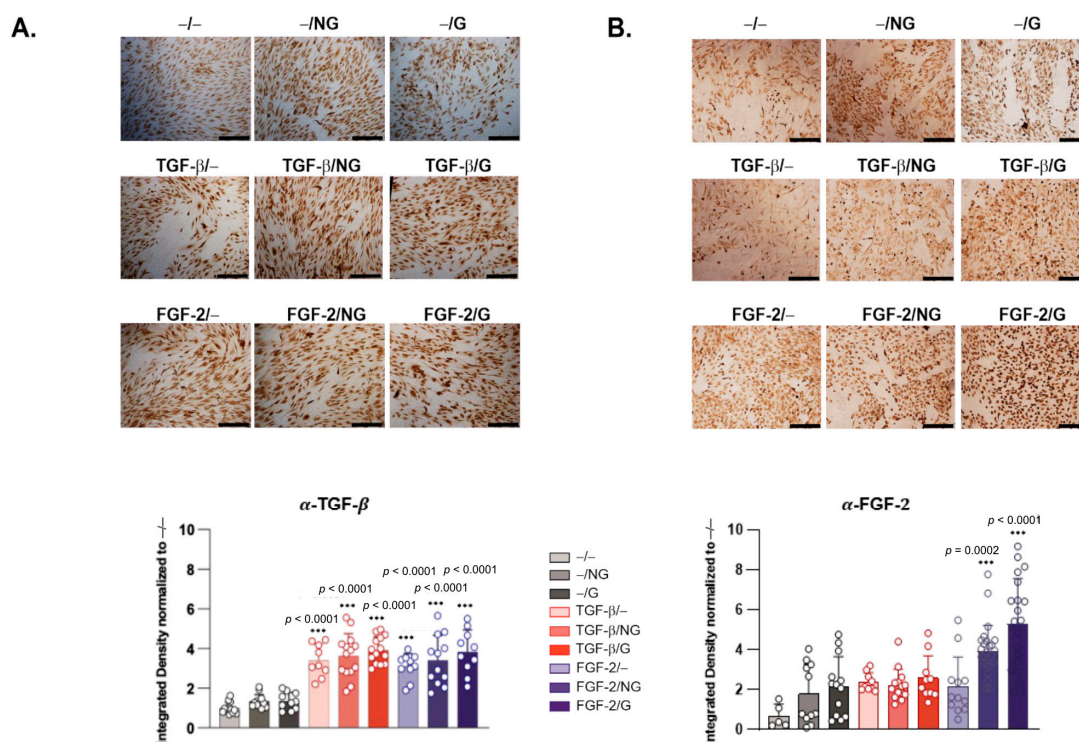 A.
–/–
–/NG
–/G
TGF-β/–
TGF-β/NG
TGF-β/G
FGF-2/–
FGF-2/NG
FGF-2/G
B.
–/–
–/NG
–/G
TGF-β/–
TGF-β/NG
TGF-β/G
FGF-2/–
FGF-2/NG
FGF-2/G
α-TGF-β
ntegrated Density normalized to –/–
10
8
6
4
2
0
p < 0.0001
***
p < 0.0001
***
p < 0.0001
***
p < 0.0001
***
p < 0.0001
***
p < 0.0001
***
–/–
–/NG
–/G
TGF-β/–
TGF-β/NG
TGF-β/G
FGF-2/–
FGF-2/NG
FGF-2/G
α-FGF-2
ntegrated Density normalized to –/
10
8
6
4
2
0
p = 0.0002
***
p < 0.0001
***